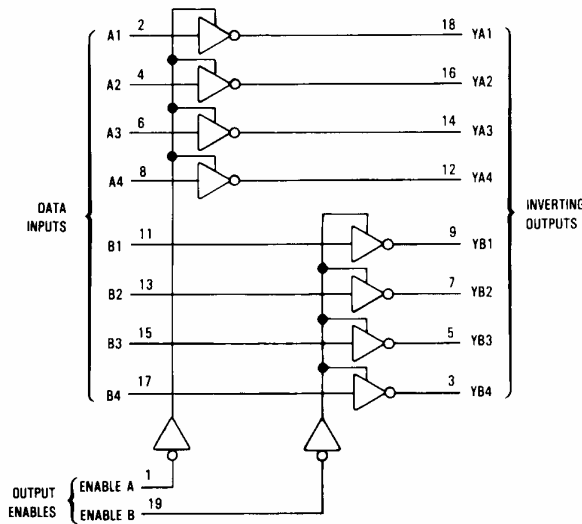 A1 2 18 YA1
A2 4 16 YA2
A3 6 14 YA3
A4 8 12 YA4
DATA
INPUTS
INVERTING
OUTPUTS
B1 11 9 YB1
B2 13 7 YB2
B3 15 5 YB3
B4 17 3 YB4
OUTPUT
ENABLES
ENABLE A 1
ENABLE B 19